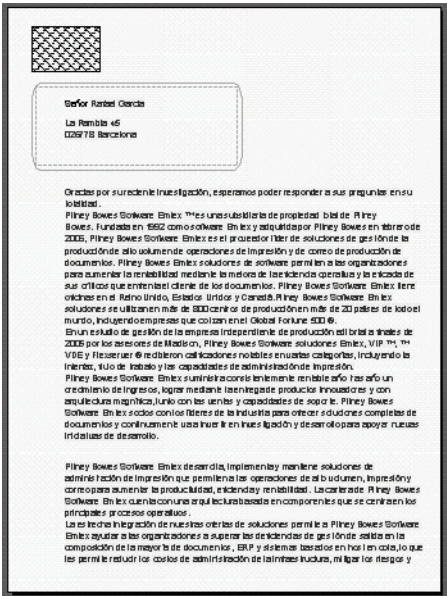 Señor Rafael Garcia
La Rambla 45
026778 Barcelona
Gracias por su reciente investigación, esperamos poder responder a sus preguntas en su
totalidad.
Pitney Bowes Software Emtex ™ es una subsidiaria de propiedad total de Pitney
Bowes. Fundada en 1992 como software Emtex y adquirida por Pitney Bowes en febrero de
2005, Pitney Bowes Software Emtex es el proveedor líder de soluciones de gestión de la
producción de alto volumen de operaciones de impresión y de correo de producción de
documentos. Pitney Bowes Emtex soluciones de software permiten a las organizaciones
para aumentar la rentabilidad mediante la mejora de la eficiencia operativa y la eficacia de
sus críticos que enfrenta el cliente de los documentos. Pitney Bowes Software Emtex tiene
oficinas en el Reino Unido, Estados Unidos y Canadá. Pitney Bowes Software Emtex
soluciones se utilizan en más de 800 centros de producción en más de 20 países de todo el
mundo, incluyendo empresas que cotizan en el Global Fortune 500 ®.
En un estudio de gestión de la empresa independiente de producción editorial a finales de
2005 por los asesores de Madison, Pitney Bowes Software soluciones Emtex, VIP ™, ™
VDE y Flexserver ® recibieron calificaciones notables en varias categorías, incluyendo la
interfaz, flujo de trabajo y las capacidades de administración de impresión.
Pitney Bowes Software Emtex suministra consistentemente rentable año tras año un
crecimiento de ingresos, lograr mediante la entrega de productos innovadores y con
arquitectura magnífica, junto con las ventas y capacidades de soporte. Pitney Bowes
Software Emtex socios con los líderes de la industria para ofrecer soluciones completas de
documentos y continuamente va a invertir en investigación y desarrollo para apoyar nuevas
iniciativas de desarrollo.
Pitney Bowes Software Emtex desarrolla, implementa y mantiene soluciones de
administración de impresión que permiten a las operaciones de alto volumen, impresión y
correo para aumentar la productividad, eficiencia y rentabilidad. La cartera de Pitney Bowes
Software Emtex cuenta con una arquitectura basada en componentes que se centra en los
principales procesos operativos.
La estrecha integración de nuestras ofertas de soluciones permite a Pitney Bowes Software
Emtex ayudar a las organizaciones a superar las deficiencias de gestión de salida en la
composición de la mayoría de documentos, ERP y sistemas basados en host en cola, lo que
les permite reducir los costos de administración de la infraestructura, mitigar los riesgos y